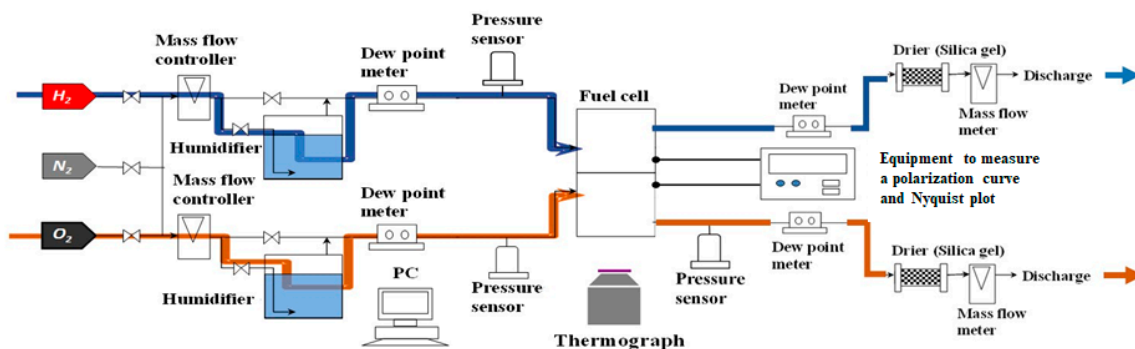 Mass flow
controller
Dew point
meter
Pressure
sensor
Drier (Silica gel)
H2
Fuel cell
Dew point
meter
Discharge
Mass flow
meter
Humidifier
N2
Mass flow
controller
Dew point
meter
Equipment to measure
a polarization curve
and Nyquist plot
O2
Dew point
meter
Drier (Silica gel)
PC
Pressure
sensor
Pressure
sensor
Discharge
Humidifier
Mass flow
meter
Thermograph